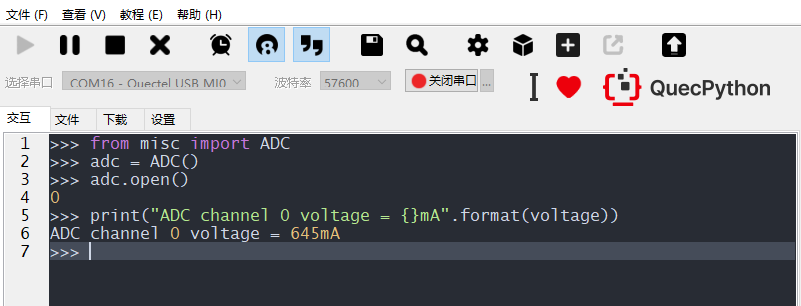 文件 (F) 查看 (V) 教程 (E) 帮助 (H)
选择串口 COM16 - Quectel USB MI0 波特率 57600 关闭串口 ... QuecPython
交互 文件 下载 设置
1 >>> from misc import ADC
2 >>> adc = ADC()
3 >>> adc.open()
4 0
5 >>> print("ADC channel 0 voltage = {}mA".format(voltage))
6 ADC channel 0 voltage = 645mA
7 >>>